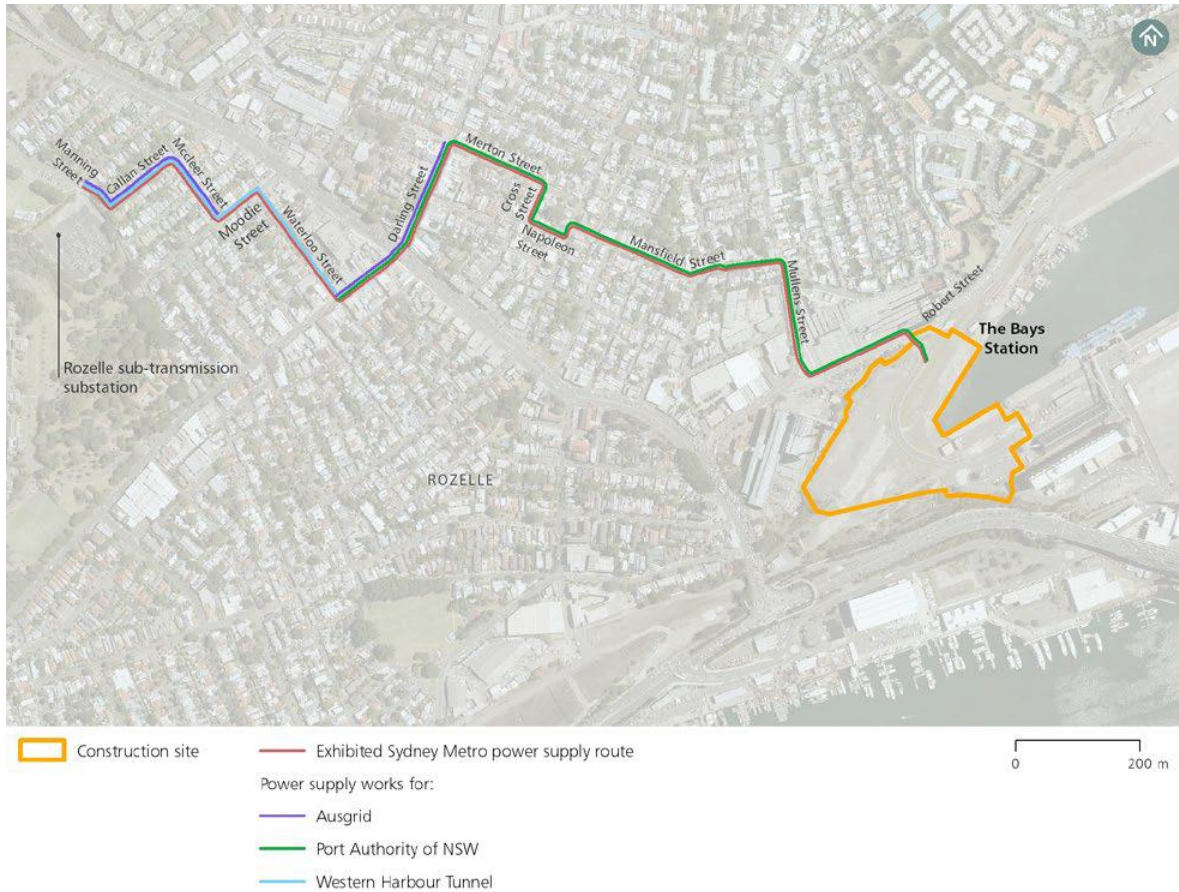 N
Manning
Street
Callan Street
Mccleer Street
Moodie
Street
Waterloo Street
Darling Street
Merton Street
Cross
Street
Napoleon
Street
Mansfield Street
Mullens Street
Robert Street
The Bays
Station
Rozelle sub-transmission
substation
ROZELLE
Construction site
Exhibited Sydney Metro power supply route
Power supply works for:
Ausgrid
Port Authority of NSW
Western Harbour Tunnel
0
200 m